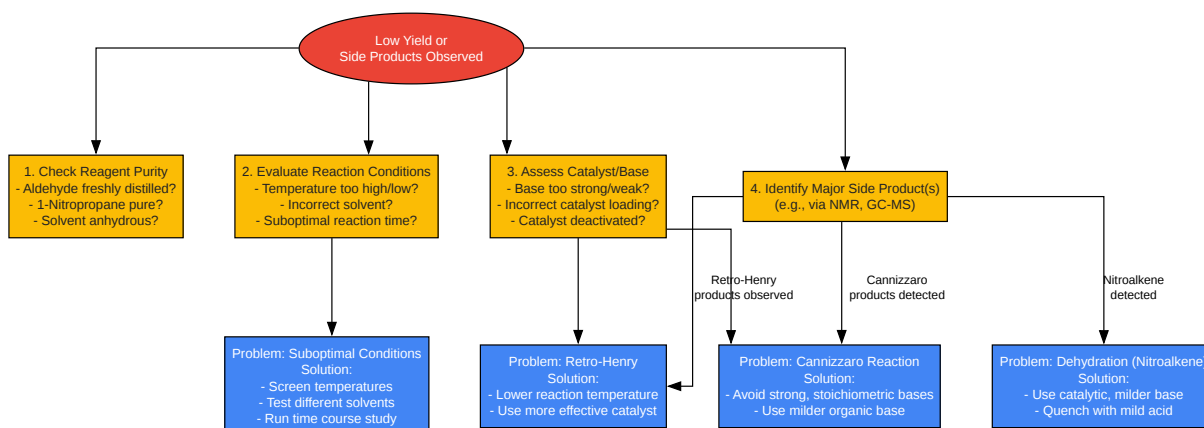 Low Yield or
Side Products Observed
1. Check Reagent Purity
- Aldehyde freshly distilled?
- 1-Nitropropane pure?
- Solvent anhydrous?
2. Evaluate Reaction Conditions
- Temperature too high/low?
- Incorrect solvent?
- Suboptimal reaction time?
3. Assess Catalyst/Base
- Base too strong/weak?
- Incorrect catalyst loading?
- Catalyst deactivated?
4. Identify Major Side Product(s)
(e.g., via NMR, GC-MS)
Retro-Henry
products observed
Cannizzaro
products detected
Nitroalkene
detected
Problem: Suboptimal Conditions
Solution:
- Screen temperatures
- Test different solvents
- Run time course study
Problem: Retro-Henry
Solution:
- Lower reaction temperature
- Use more effective catalyst
Problem: Cannizzaro Reaction
Solution:
- Avoid strong, stoichiometric bases
- Use milder organic base
Problem: Dehydration (Nitroalkene)
Solution:
- Use catalytic, milder base
- Quench with mild acid